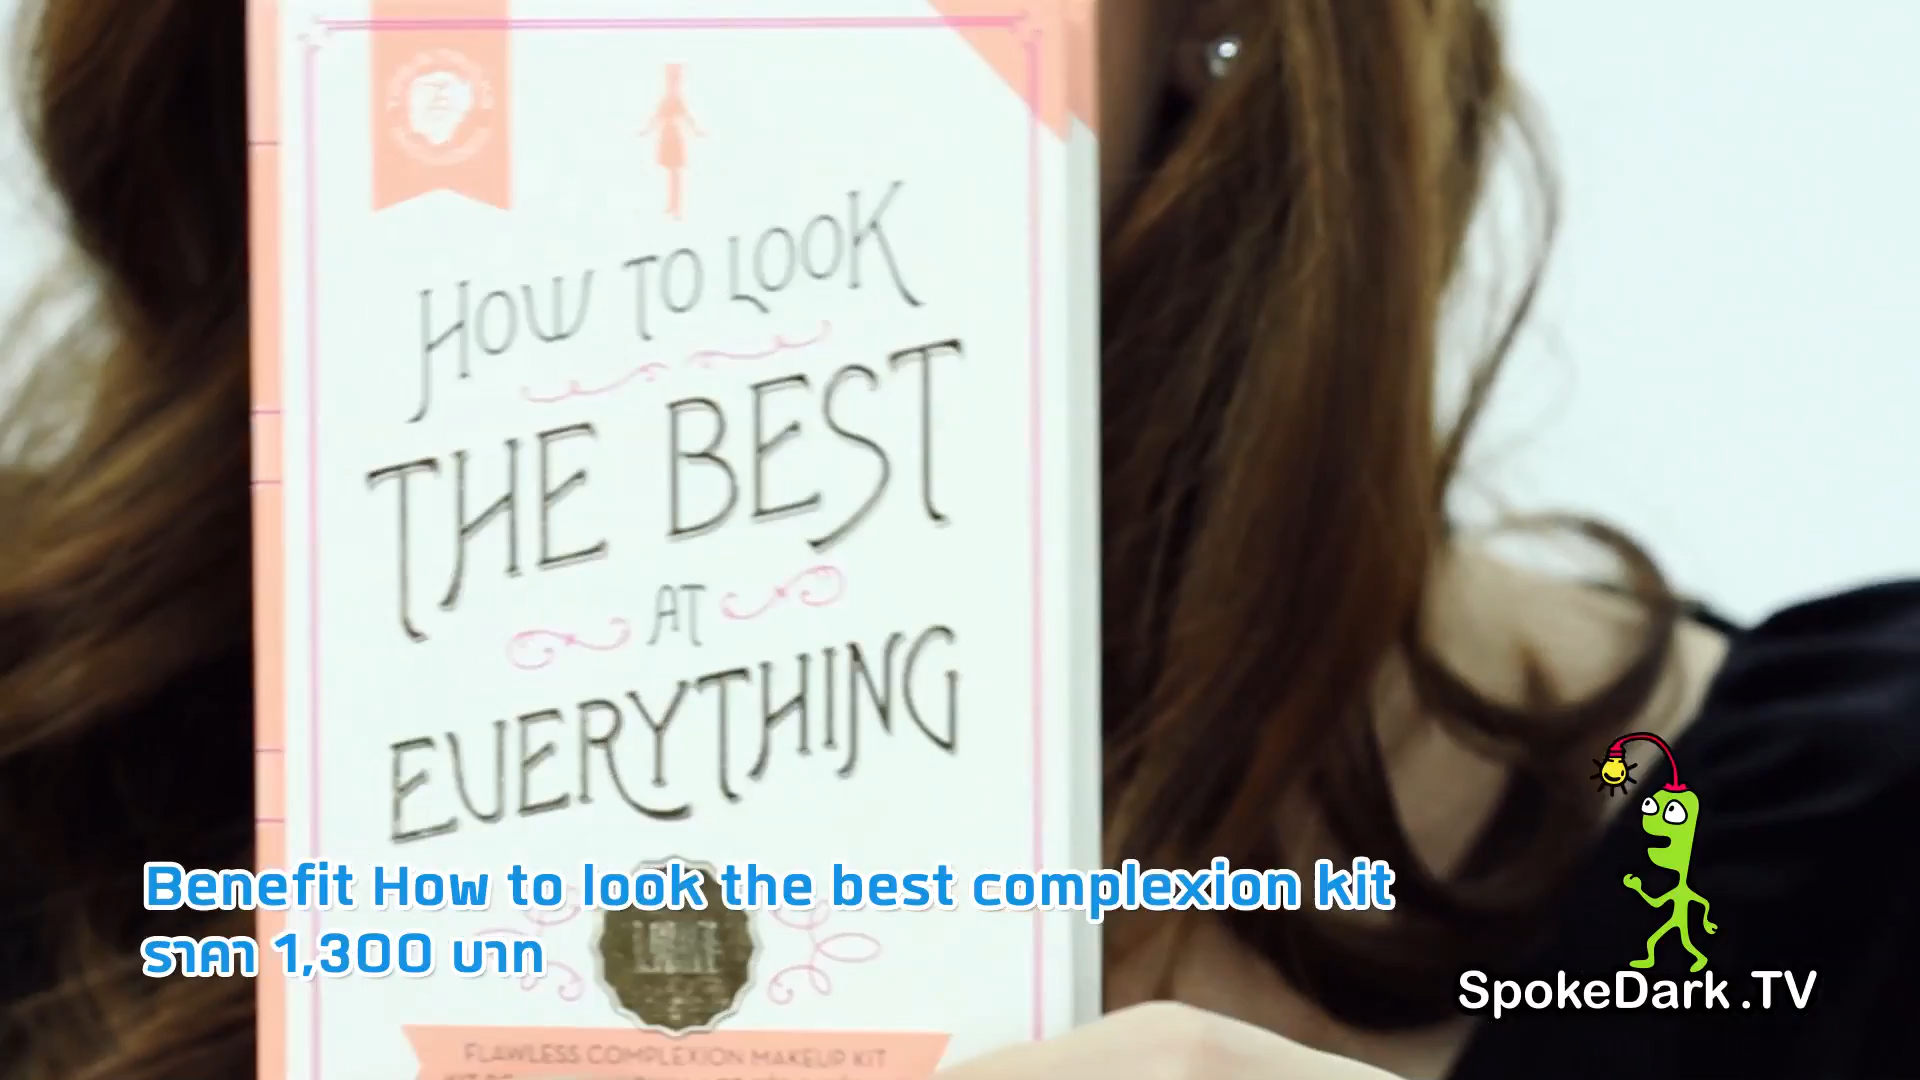 HOW TO LOOK
THE BEST
AT
EVERYTHING
Benefit How to look the best complexion kit
ราคา 1,300 บาท
SpokeDark.TV
FLAWLESS COMPLEXION MAKEUP KIT